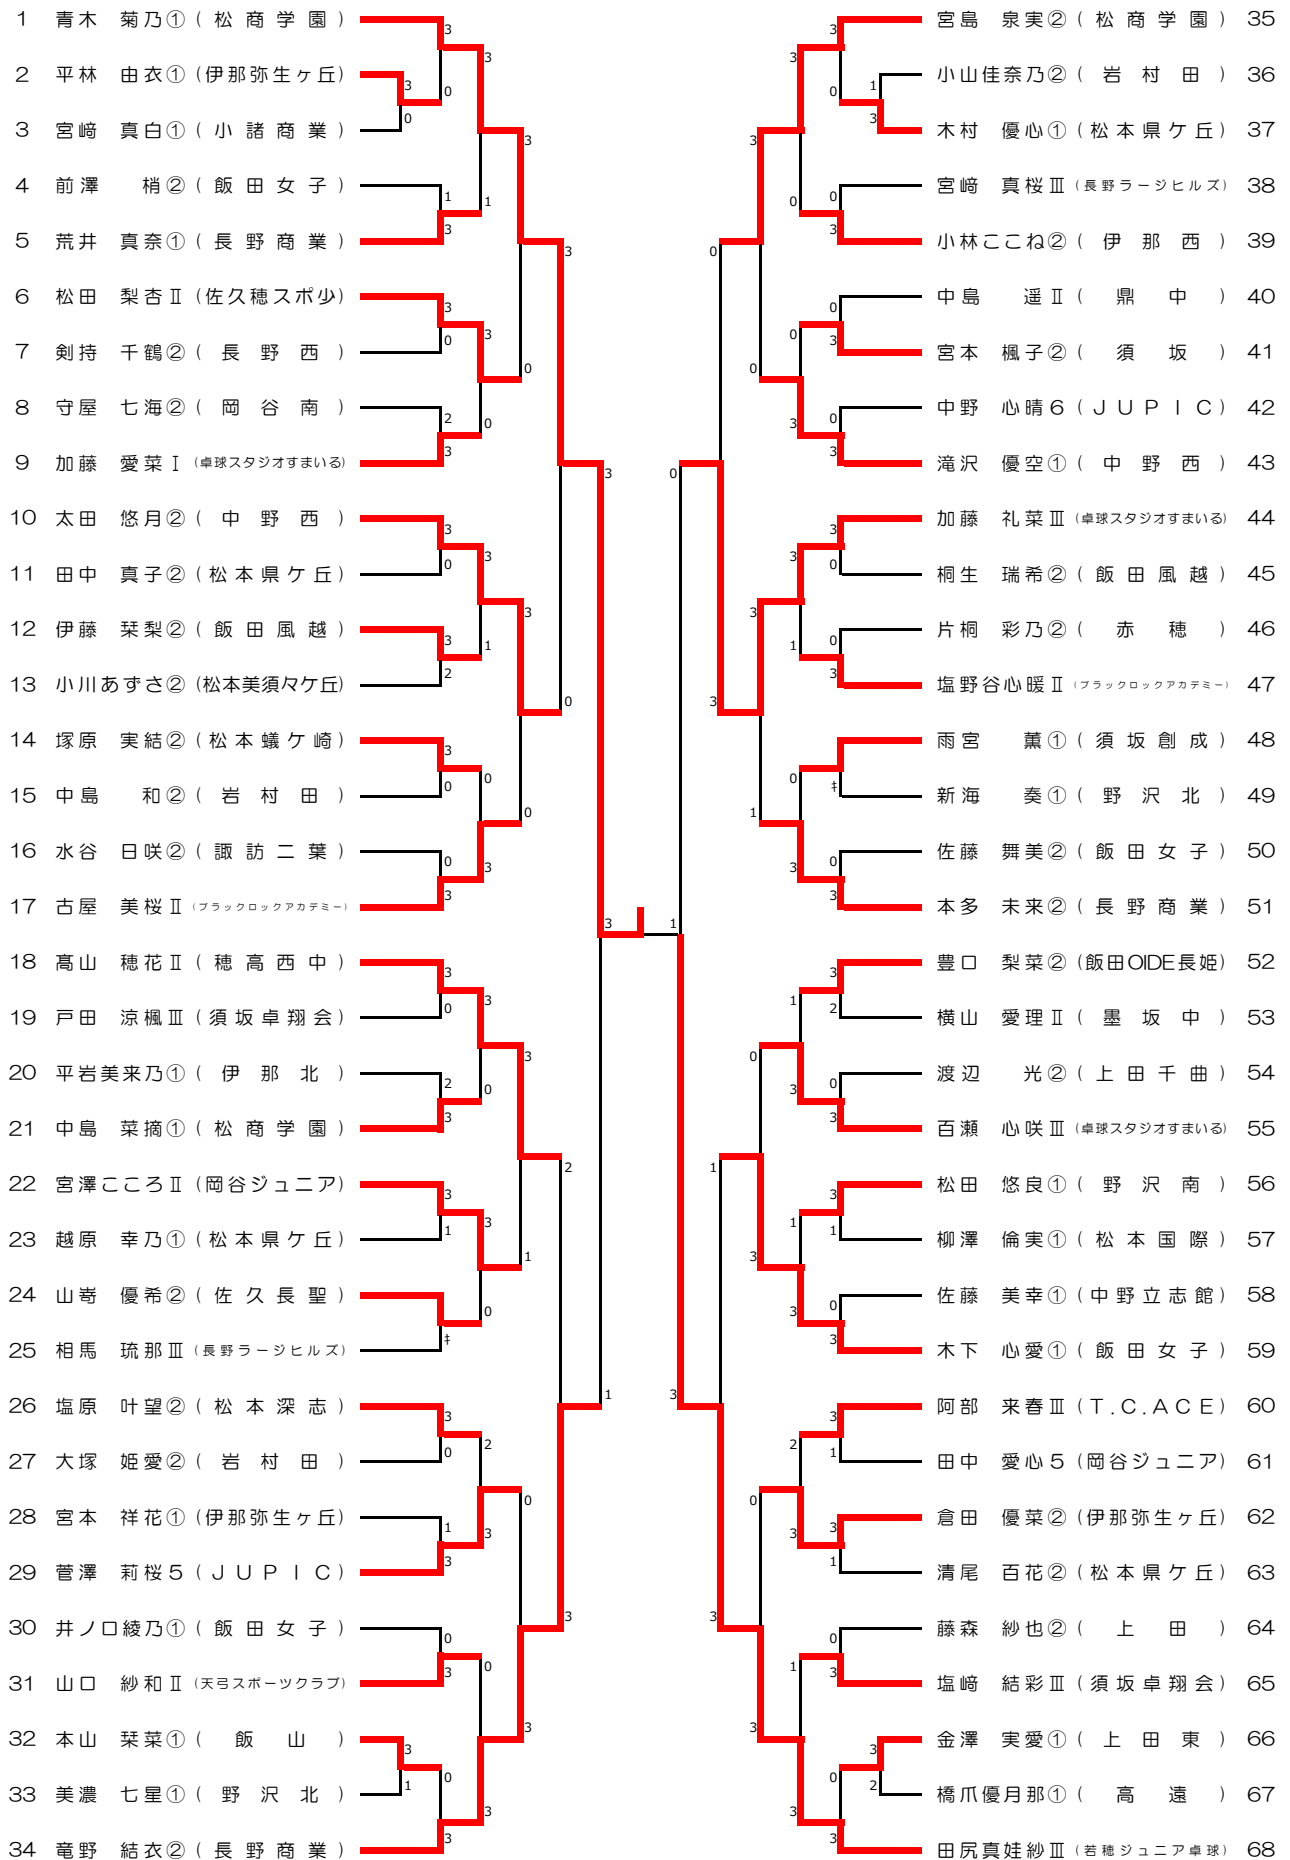 1 青木 菊乃① (松商学園)
2 平林 由衣① (伊那弥生ヶ丘)
3 宮﨑 真白① (小諸商業)
4 前澤 梢② (飯田女子)
5 荒井 真奈① (長野商業)
6 松田 梨杏Ⅱ (佐久穂スポ少)
7 剣持 千鶴② (長野西)
8 守屋 七海② (岡谷南)
9 加藤 愛菜Ⅰ (卓球スタジオすまいる)
10 太田 悠月② (中野西)
11 田中 真子② (松本県ケ丘)
12 伊藤 栞梨② (飯田風越)
13 小川あずさ② (松本美須々ケ丘)
14 塚原 実結② (松本蟻ケ崎)
15 中島 和② (岩村田)
16 水谷 日咲② (諏訪二葉)
17 古屋 美桜Ⅱ (ブラックロックアカデミー)
18 髙山 穂花Ⅱ (穂高西中)
19 戸田 涼楓Ⅲ (須坂卓翔会)
20 平岩美来乃① (伊那北)
21 中島 菜摘① (松商学園)
22 宮澤こころⅡ (岡谷ジュニア)
23 越原 幸乃① (松本県ケ丘)
24 山嵜 優希② (佐久長聖)
25 相馬 琉那Ⅲ (長野ラージヒルズ)
26 塩原 叶望② (松本深志)
27 大塚 姫愛② (岩村田)
28 宮本 祥花① (伊那弥生ヶ丘)
29 菅澤 莉桜5 (JUPIC)
30 井ノ口綾乃① (飯田女子)
31 山口 紗和Ⅱ (天弓スポーツクラブ)
32 本山 栞菜① (飯山)
33 美濃 七星① (野沢北)
34 竜野 結衣② (長野商業)
宮島 泉実② (松商学園) 35
小山佳奈乃② (岩村田) 36
木村 優心① (松本県ケ丘) 37
宮﨑 真桜Ⅲ (長野ラージヒルズ) 38
小林ここね② (伊那西) 39
中島 遥Ⅱ (鼎中) 40
宮本 楓子② (須坂) 41
中野 心晴6 (JUPIC) 42
滝沢 優空① (中野西) 43
加藤 礼菜Ⅲ (卓球スタジオすまいる) 44
桐生 瑞希② (飯田風越) 45
片桐 彩乃② (赤穂) 46
塩野谷心暖Ⅱ (ブラックロックアカデミー) 47
雨宮 薫① (須坂創成) 48
新海 奏① (野沢北) 49
佐藤 舞美② (飯田女子) 50
本多 未来② (長野商業) 51
豊口 梨菜② (飯田OIDE長姫) 52
横山 愛理Ⅱ (墨坂中) 53
渡辺 光② (上田千曲) 54
百瀬 心咲Ⅲ (卓球スタジオすまいる) 55
松田 悠良① (野沢南) 56
柳澤 倫実① (松本国際) 57
佐藤 美幸① (中野立志館) 58
木下 心愛① (飯田女子) 59
阿部 来春Ⅲ (T.C.ACE) 60
田中 愛心5 (岡谷ジュニア) 61
倉田 優菜② (伊那弥生ヶ丘) 62
清尾 百花② (松本県ケ丘) 63
藤森 紗也② (上田) 64
塩﨑 結彩Ⅲ (須坂卓翔会) 65
金澤 実愛① (上田東) 66
橋爪優月那① (高遠) 67
田尻真娃紗Ⅲ (若穂ジュニア卓球) 68